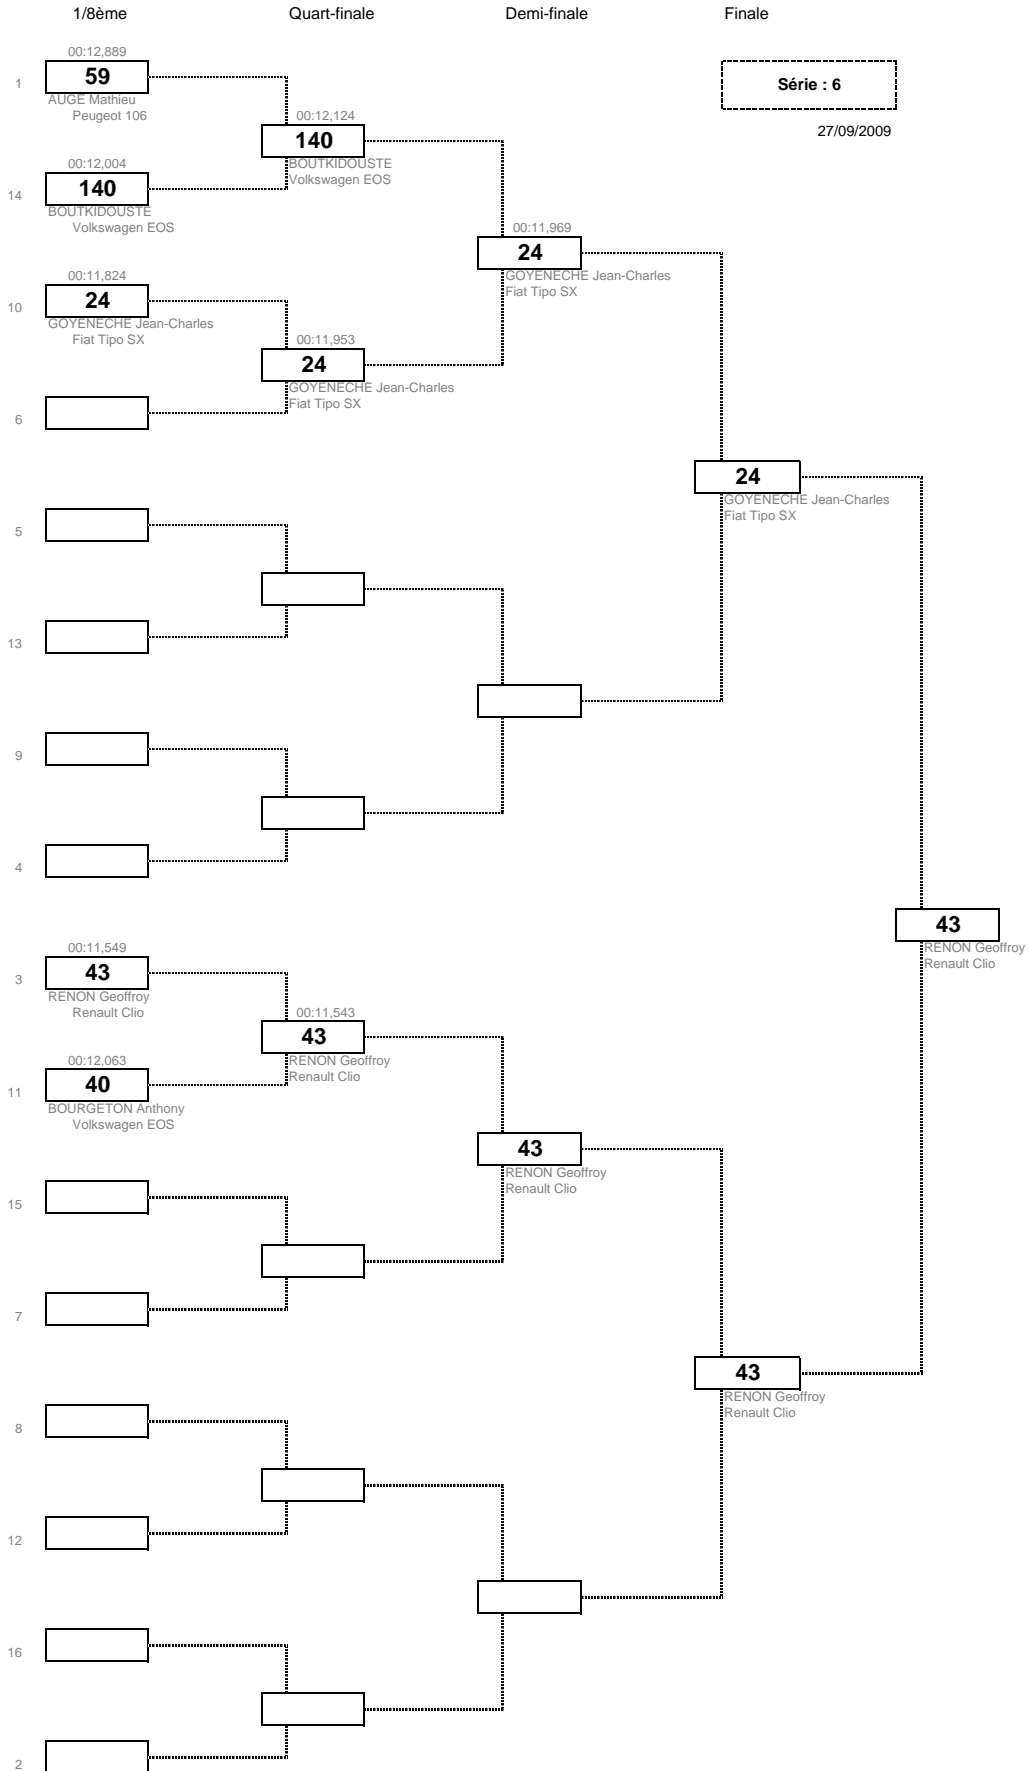 1/8ème Quart-finale Demi-finale Finale
00:12,889
1 59
AUGE Mathieu
Peugeot 106
Série : 6
27/09/2009
00:12,124
140
BOUTKIDOUSTE
Volkswagen EOS
00:12,004
14 140
BOUTKIDOUSTE
Volkswagen EOS
00:11,969
24
GOYENECHE Jean-Charles
Fiat Tipo SX
00:11,824
10 24
GOYENECHE Jean-Charles
Fiat Tipo SX
00:11,953
24
GOYENECHE Jean-Charles
Fiat Tipo SX
6
24
GOYENECHE Jean-Charles
Fiat Tipo SX
5
13
9
4
43
RENON Geoffroy
Renault Clio
00:11,549
3 43
RENON Geoffroy
Renault Clio
00:11,543
43
RENON Geoffroy
Renault Clio
00:12,063
11 40
BOURGETON Anthony
Volkswagen EOS
43
RENON Geoffroy
Renault Clio
15
7
43
RENON Geoffroy
Renault Clio
8
12
16
2